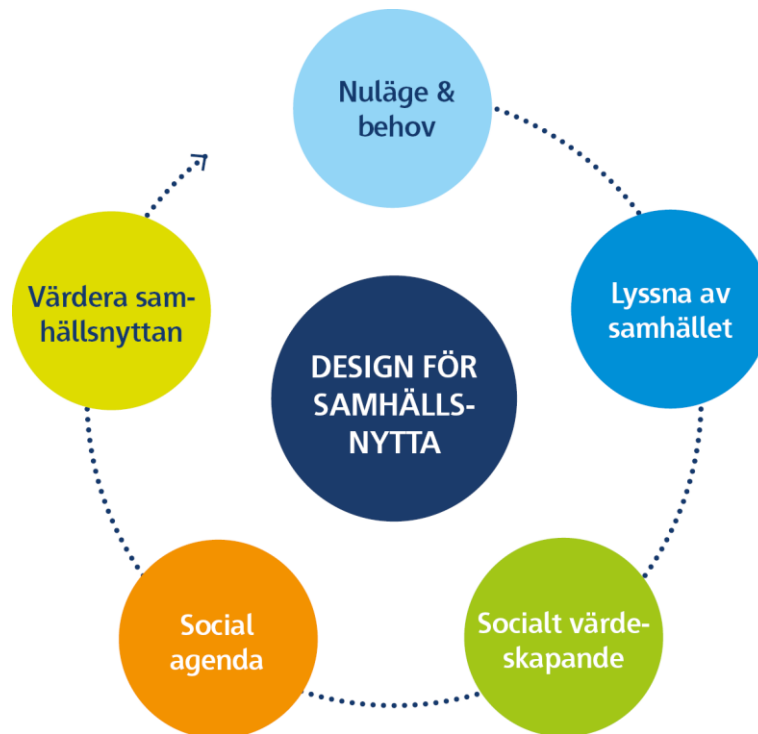 Nuläge &
behov
Lyssna av
samhället
Socialt värde-
skapande
Social
agenda
Värdera sam-
hällsnyttan
DESIGN FÖR
SAMHÄLLS-
NYTTA